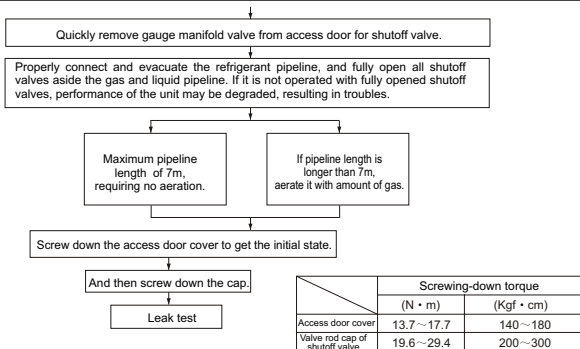 Quickly remove gauge manifold valve from access door for shutoff valve.
Properly connect and evacuate the refrigerant pipeline, and fully open all shutoff
valves aside the gas and liquid pipeline. If it is not operated with fully opened shutoff
valves, performance of the unit may be degraded, resulting in troubles.
Maximum pipeline
length of 7m,
requiring no aeration.
If pipeline length is
longer than 7m,
aerate it with amount of gas.
Screw down the access door cover to get the initial state.
And then screw down the cap.
Leak test
Screwing-down torque
(N・m) (Kgf・cm)
Access door cover 13.7～17.7 140～180
Valve rod cap of
shutoff valve 19.6～29.4 200～300